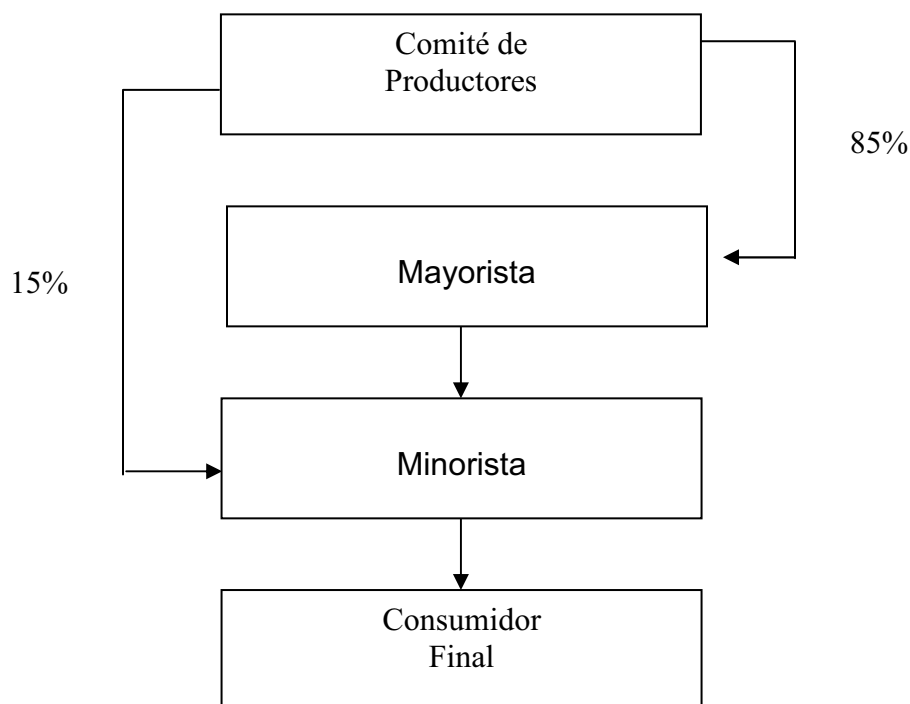 Comité de
Productores
85%
Mayorista
15%
Minorista
Consumidor
Final